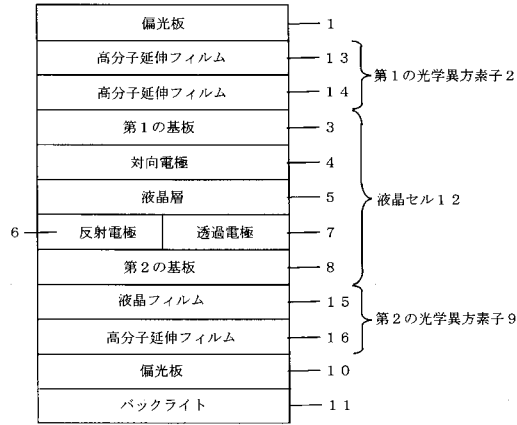 偏光板 1
高分子延伸フィルム 13
第1の光学異方素子2
高分子延伸フィルム 14
第1の基板 3
対向電極 4
液晶層 5
液晶セル12
6 反射電極 透過電極 7
第2の基板 8
液晶フィルム 15
第2の光学異方素子9
高分子延伸フィルム 16
偏光板 10
バックライト 11